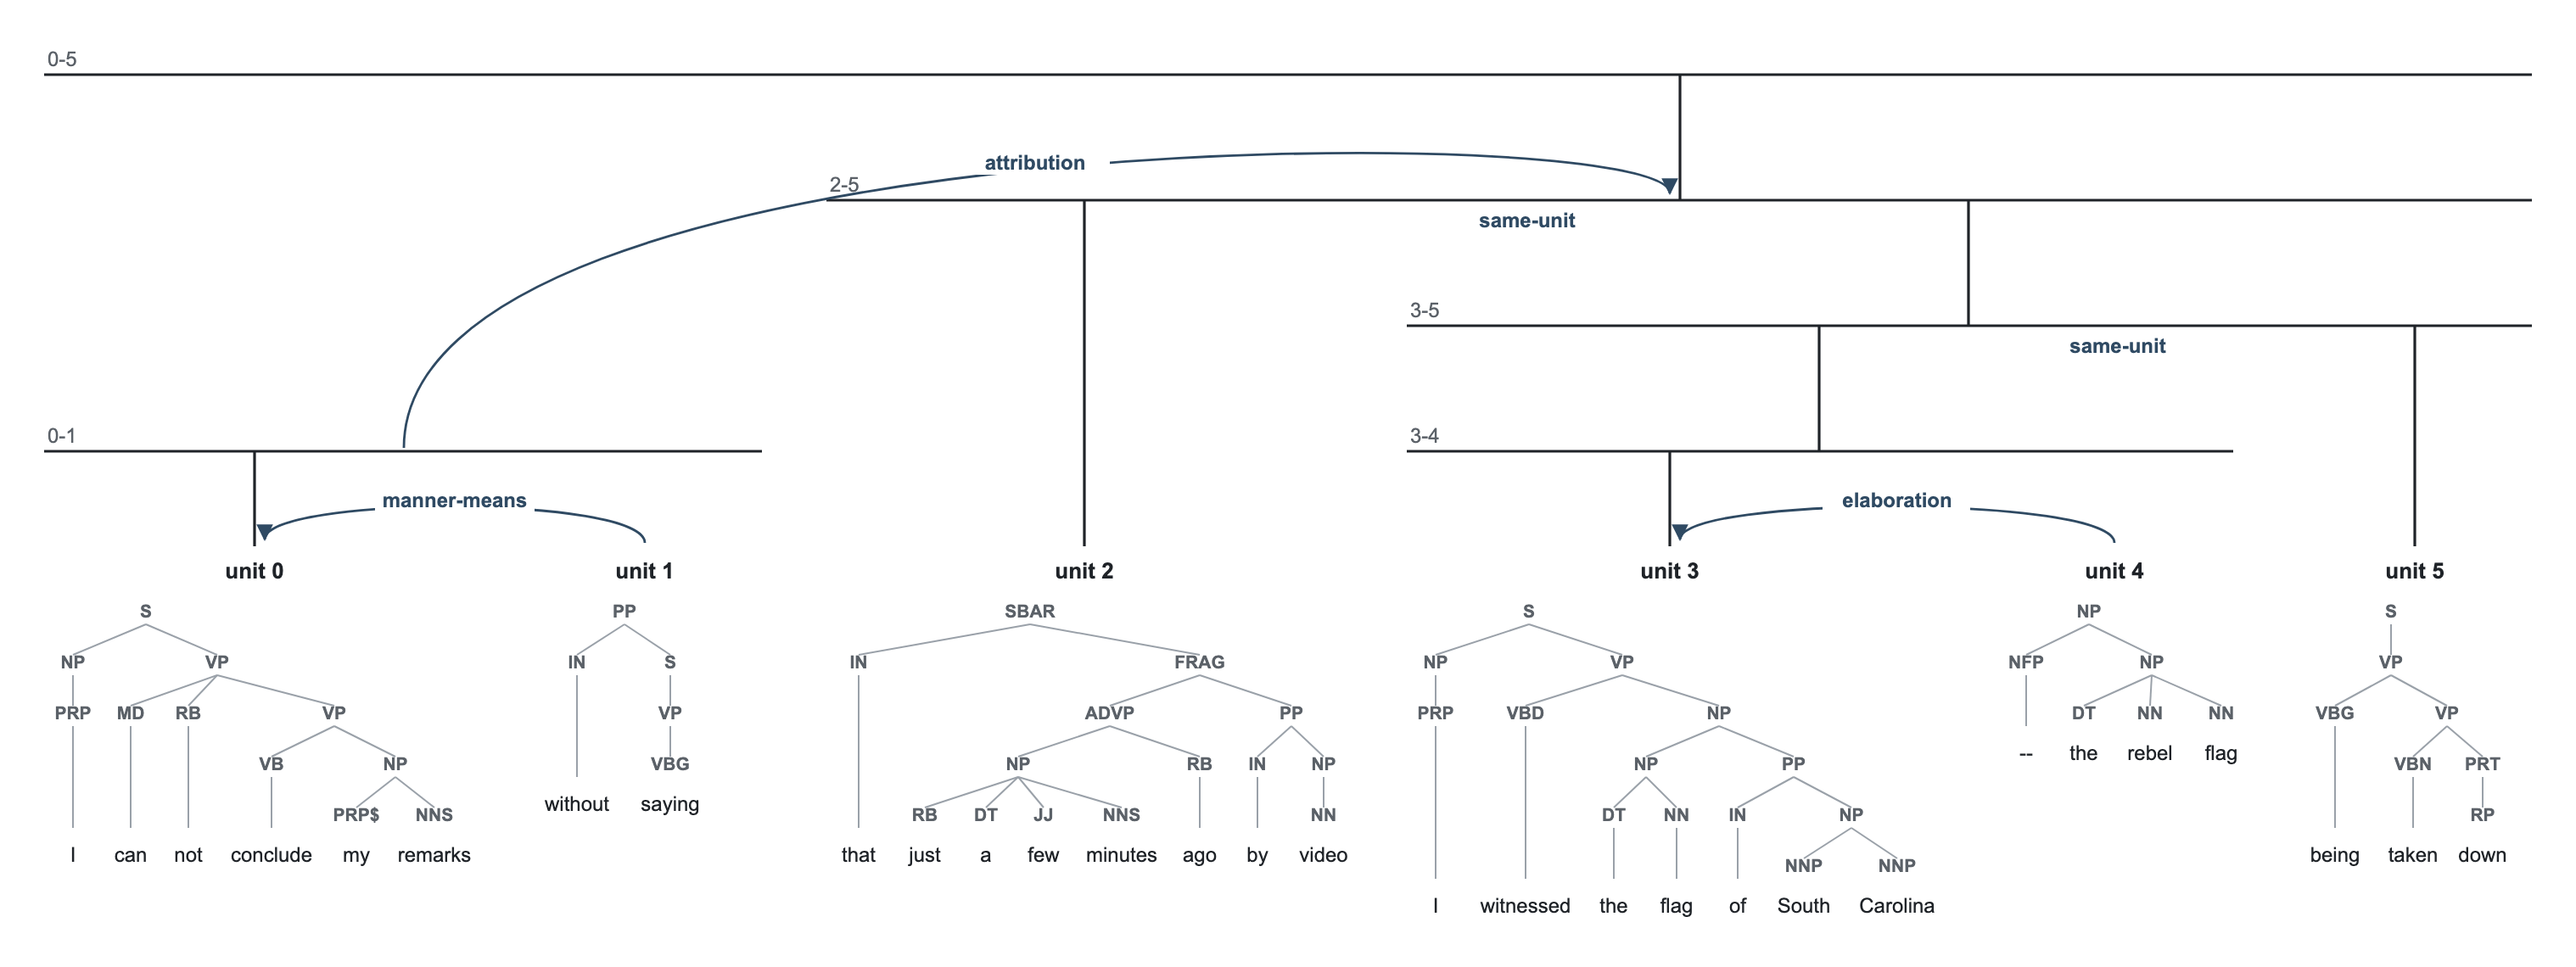 0-5
attribution
2-5
same-unit
3-5
same-unit
0-1
3-4
manner-means
elaboration
unit 0 unit 1 unit 2 unit 3 unit 4 unit 5
S PP SBAR S NP S
NP VP IN S IN FRAG NP VP NFP NP VP
PRP MD RB VP VP ADVP PP PRP VBD NP DT NN NN VBG VP
-- the rebel flag
VB NP VBG NP RB IN NP NP PP VBN PRT
without saying
PRP$ NNS RB DT JJ NNS NN DT NN IN NP RP
I can not conclude my remarks that just a few minutes ago by video being taken down
NNP NNP
I witnessed the flag of South Carolina